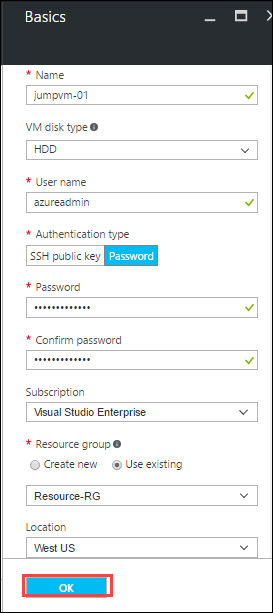 Basics
* Name
jumpvm-01
VM disk type
HDD
* User name
azureadmin
* Authentication type
SSH public key Password
* Password
•••••••••••••
* Confirm password
•••••••••••••
Subscription
Visual Studio Enterprise
* Resource group
Create new Use existing
Resource-RG
Location
West US
OK